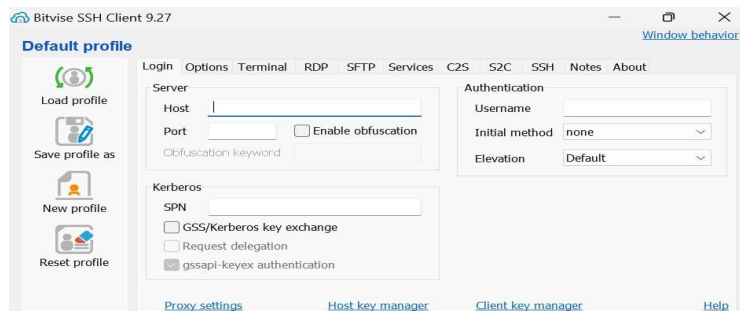 Bitvise SSH Client 9.27
Window behavior
Default profile
Load profile
Save profile as
New profile
Reset profile
Login Options Terminal RDP SFTP Services C2S S2C SSH Notes About
Server
Host
Port Enable obfuscation
Obfuscation keyword
Authentication
Username
Initial method none
Elevation Default
Kerberos
SPN
GSS/Kerberos key exchange
Request delegation
gssapi-keyex authentication
Proxy settings Host key manager Client key manager Help